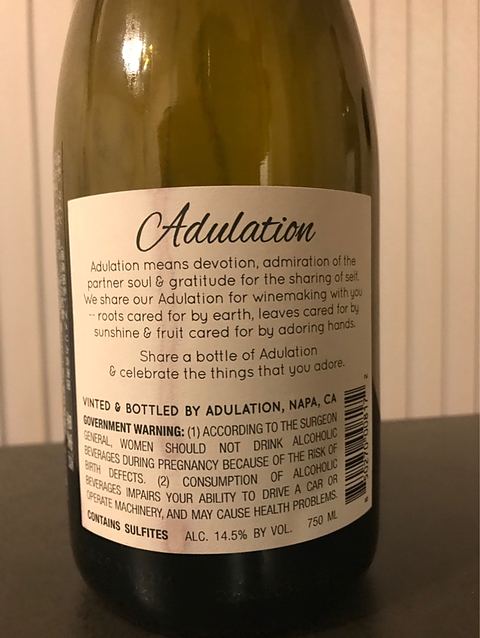 Adulation
Adulation means devotion, admiration of the
partner soul & gratitude for the sharing of self.
We share our Adulation for winemaking with you
-- roots cared for by earth, leaves cared for by
sunshine & fruit cared for by adoring hands.
Share a bottle of Adulation
& celebrate the things that you adore.
VINTED & BOTTLED BY ADULATION, NAPA, CA
GOVERNMENT WARNING: (1) ACCORDING TO THE SURGEON
GENERAL, WOMEN SHOULD NOT DRINK ALCOHOLIC
BEVERAGES DURING PREGNANCY BECAUSE OF THE RISK OF
BIRTH DEFECTS. (2) CONSUMPTION OF ALCOHOLIC
BEVERAGES IMPAIRS YOUR ABILITY TO DRIVE A CAR OR
OPERATE MACHINERY, AND MAY CAUSE HEALTH PROBLEMS.
CONTAINS SULFITES ALC. 14.5% BY VOL. 750 ML